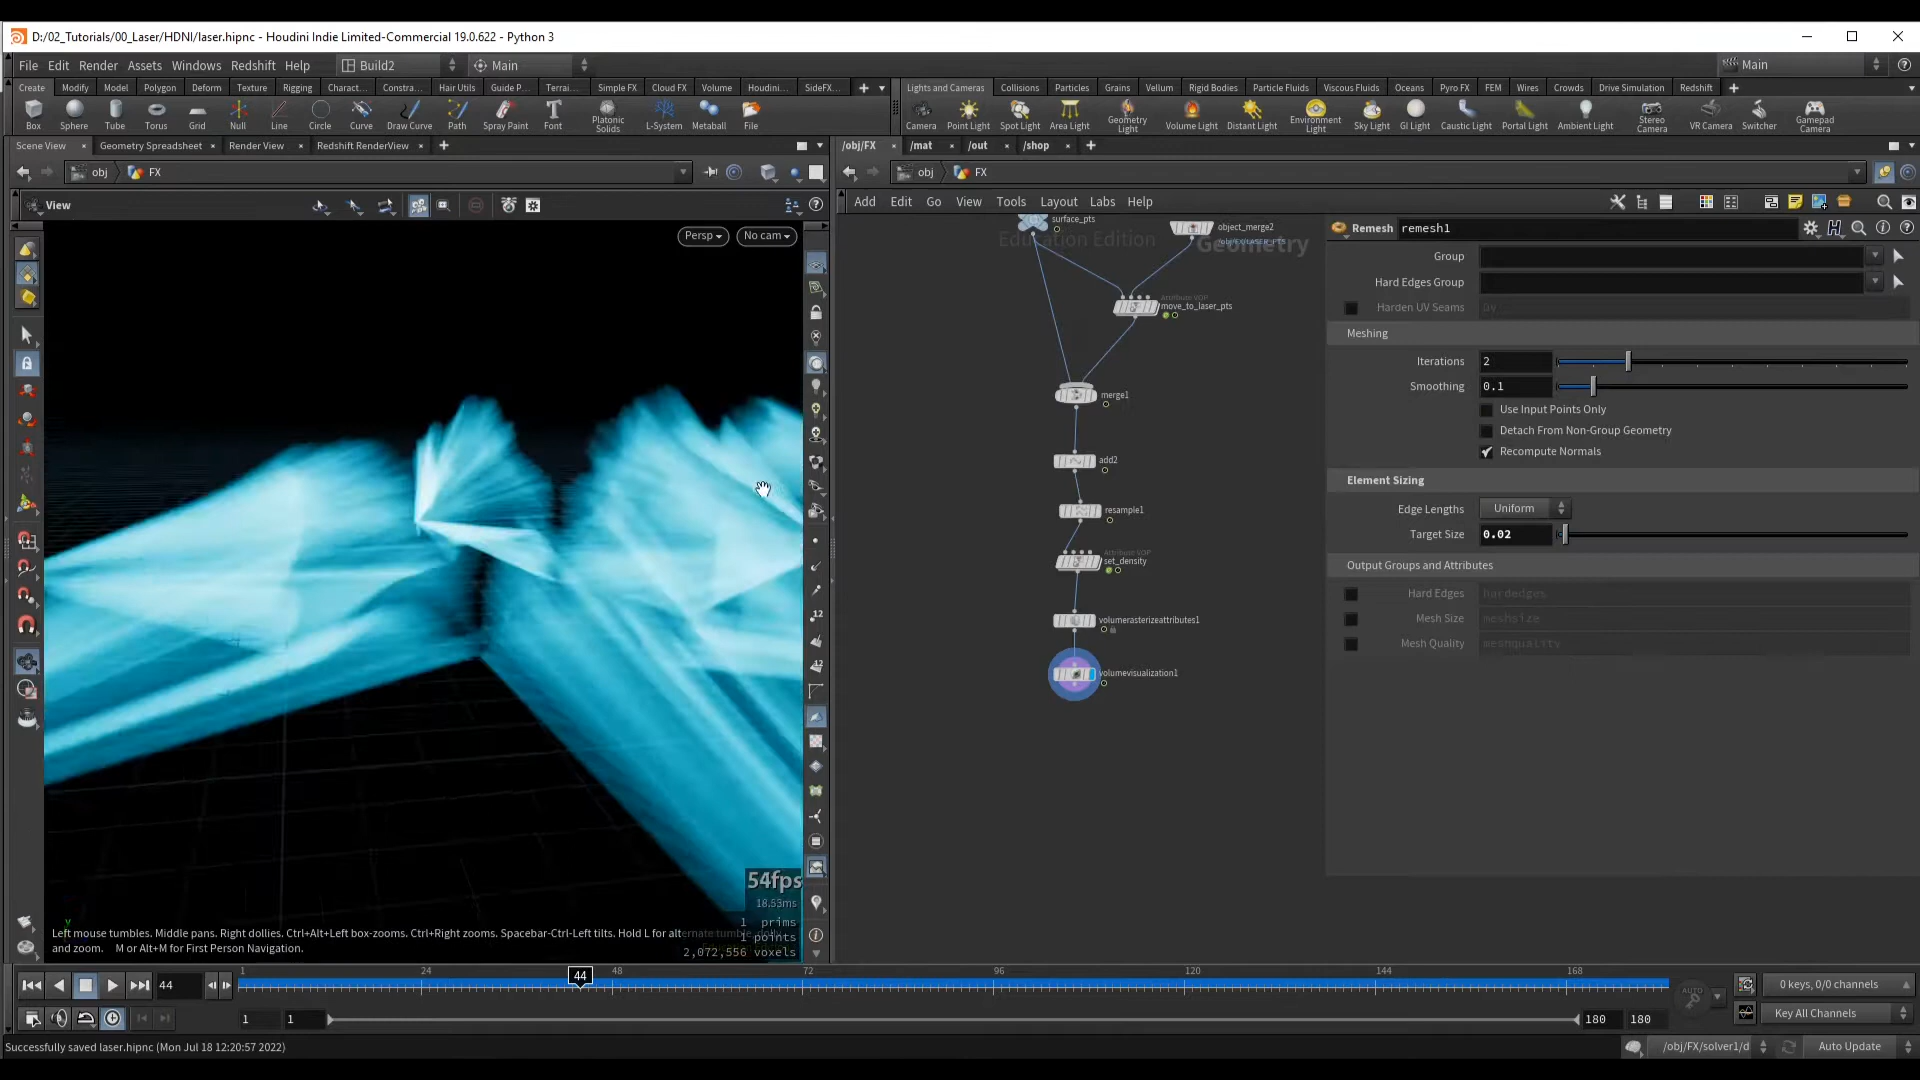 D:/02_Tutorials/00_Laser/HDNI/laser.hipnc - Houdini Indie Limited-Commercial 19.0.622 - Python 3
File Edit Render Assets Windows Redshift Help Build2 Main Main
Create Modify Model Polygon Deform Texture Rigging Charact... Constra... Hair Utils Guide P... Terrai... Simple FX Cloud FX Volume Houdini... SideFX...
Lights and Cameras Collisions Particles Grains Vellum Rigid Bodies Particle Fluids Viscous Fluids Oceans Pyro FX FEM Wires Crowds Drive Simulation Redshift
Box Sphere Tube Torus Grid Null Line Circle Curve Draw Curve Path Spray Paint Font Platonic Solids L-System Metaball File
Camera Point Light Spot Light Area Light Geometry Light Volume Light Distant Light Environment Light Sky Light GI Light Caustic Light Portal Light Ambient Light Stereo Camera VR Camera Switcher Gamepad Camera
Scene View Geometry Spreadsheet Render View Redshift RenderView
/obj/FX /mat /out /shop
obj FX
obj FX
View
Add Edit Go View Tools Layout Labs Help
Persp No cam
surface_pts
object_merge2
Education Edition
Geometry
Attribute VOP
move_to_laser_pts
merge1
add2
resample1
Attribute VOP
set_density
volumerasterizeattributes1
volumevisualization1
Remesh remesh1
Group
Hard Edges Group
Harden UV Seams uv
Meshing
Iterations 2
Smoothing 0.1
Use Input Points Only
Detach From Non-Group Geometry
Recompute Normals
Element Sizing
Edge Lengths Uniform
Target Size 0.02
Output Groups and Attributes
Hard Edges hardedges
Mesh Size meshsize
Mesh Quality meshquality
12
12
54fps
18.53ms
1 prims
1 points
2,072,556 voxels
Left mouse tumbles. Middle pans. Right dollies. Ctrl+Alt+Left box-zooms. Ctrl+Right zooms. Spacebar-Ctrl-Left tilts. Hold L for alternate tumble, dolly,
and zoom. M or Alt+M for First Person Navigation.
44
1 24 44 48 72 96 120 144 168
AUTO
0 keys, 0/0 channels
1 1 180 180
Key All Channels
Successfully saved laser.hipnc (Mon Jul 18 12:20:57 2022)
/obj/FX/solver1/d Auto Update